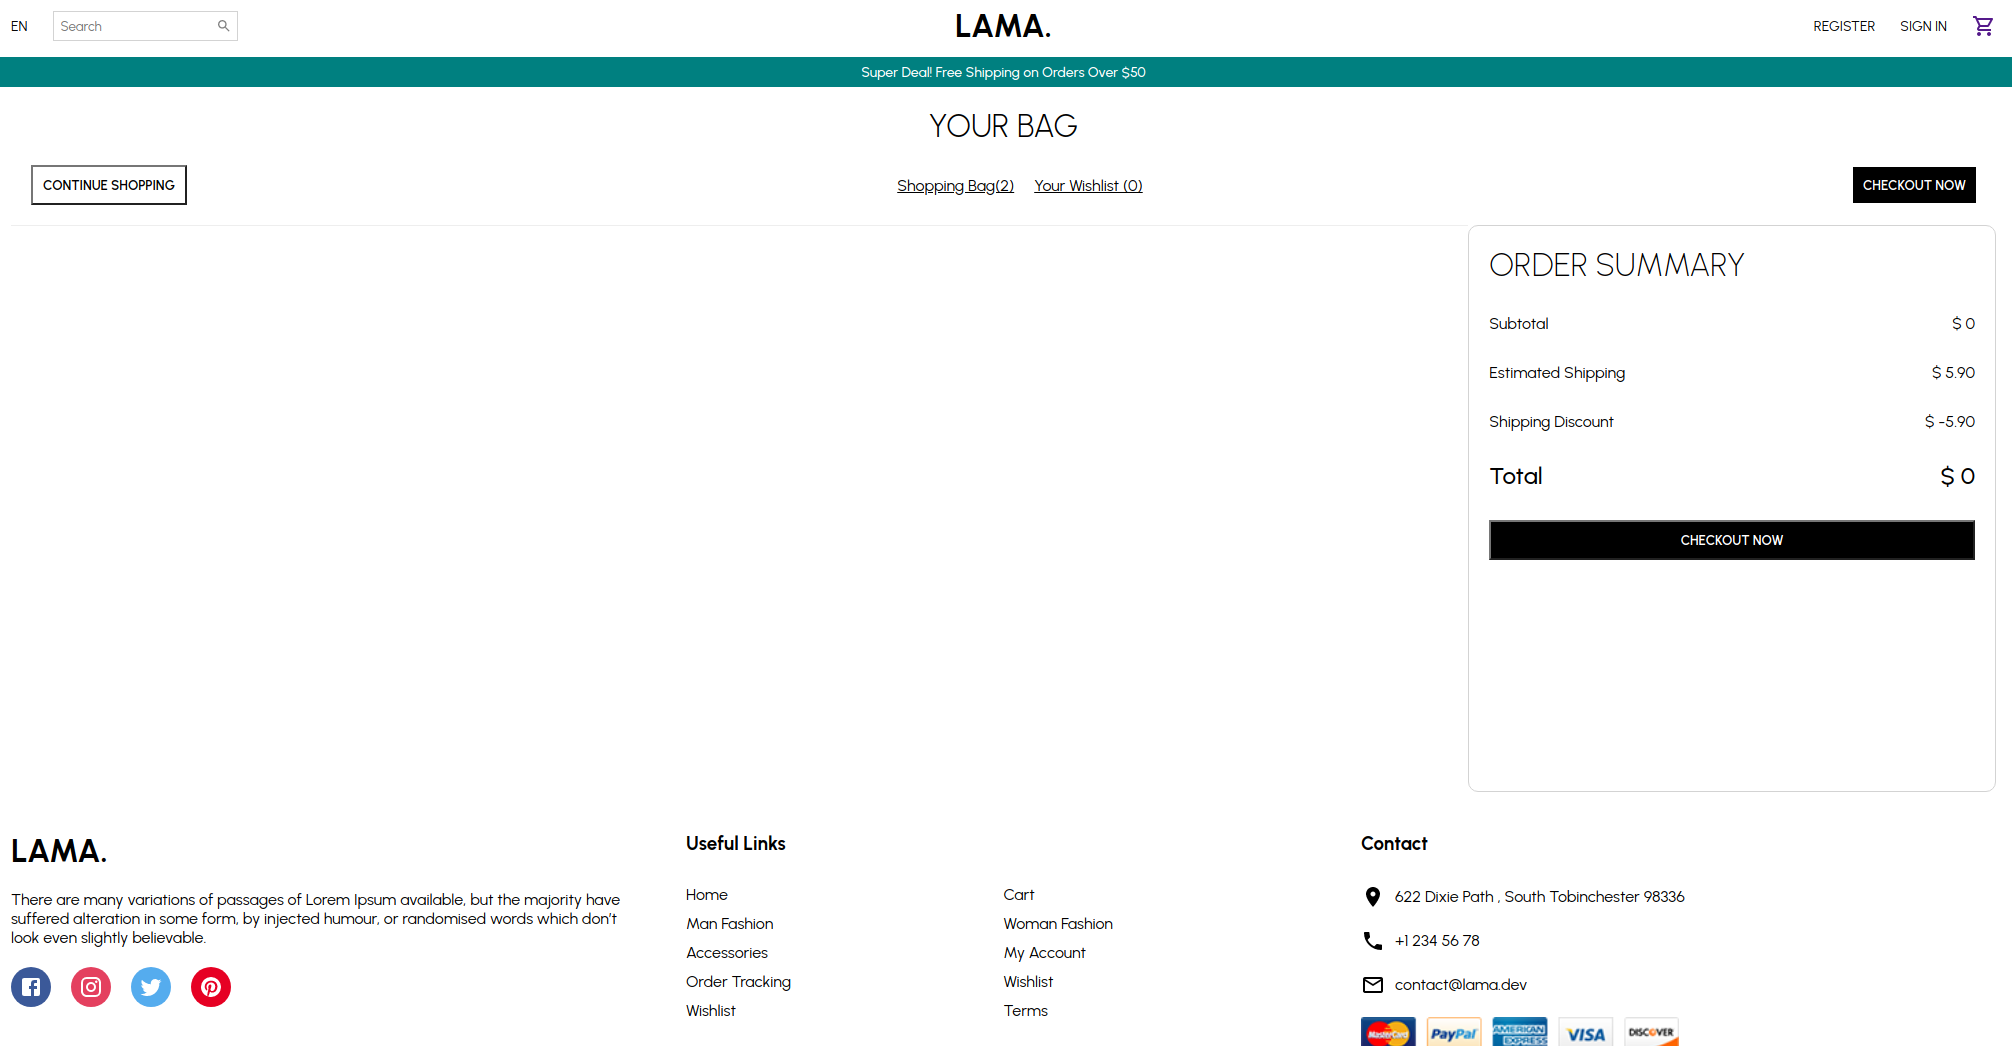 EN
Search
LAMA.
REGISTER
SIGN IN
Super Deal! Free Shipping on Orders Over $50
YOUR BAG
CONTINUE SHOPPING
Shopping Bag(2)
Your Wishlist (0)
CHECKOUT NOW
ORDER SUMMARY
Subtotal $ 0
Estimated Shipping $ 5.90
Shipping Discount $ -5.90
Total $ 0
CHECKOUT NOW
LAMA.
There are many variations of passages of Lorem Ipsum available, but the majority have
suffered alteration in some form, by injected humour, or randomised words which don't
look even slightly believable.
Useful Links
Home
Cart
Man Fashion
Woman Fashion
Accessories
My Account
Order Tracking
Wishlist
Wishlist
Terms
Contact
622 Dixie Path , South Tobinchester 98336
+1 234 56 78
contact@lama.dev
MasterCard
PayPal
AMERICAN EXPRESS
VISA
DISCOVER